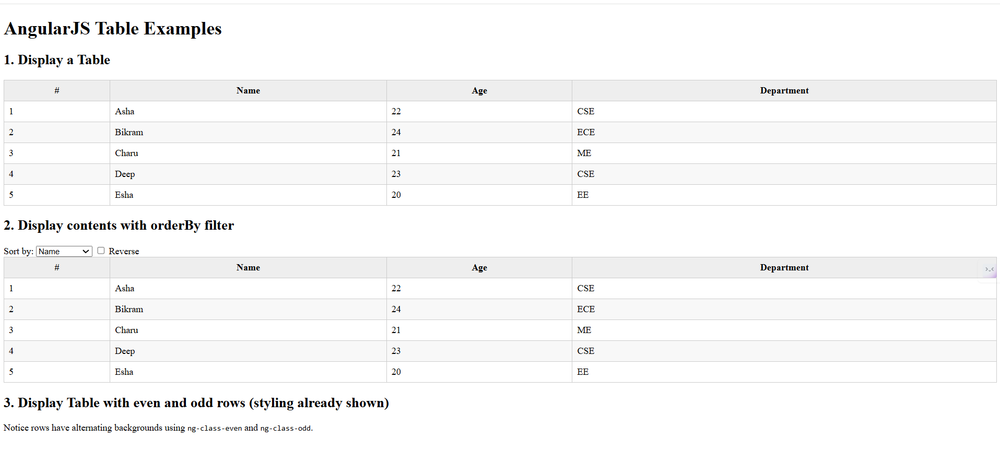 AngularJS Table Examples
1. Display a Table
# Name Age Department
1 Asha 22 CSE
2 Bikram 24 ECE
3 Charu 21 ME
4 Deep 23 CSE
5 Esha 20 EE
2. Display contents with orderBy filter
Sort by: Name Reverse
# Name Age Department
1 Asha 22 CSE
2 Bikram 24 ECE
3 Charu 21 ME
4 Deep 23 CSE
5 Esha 20 EE
3. Display Table with even and odd rows (styling already shown)
Notice rows have alternating backgrounds using ng-class-even and ng-class-odd.